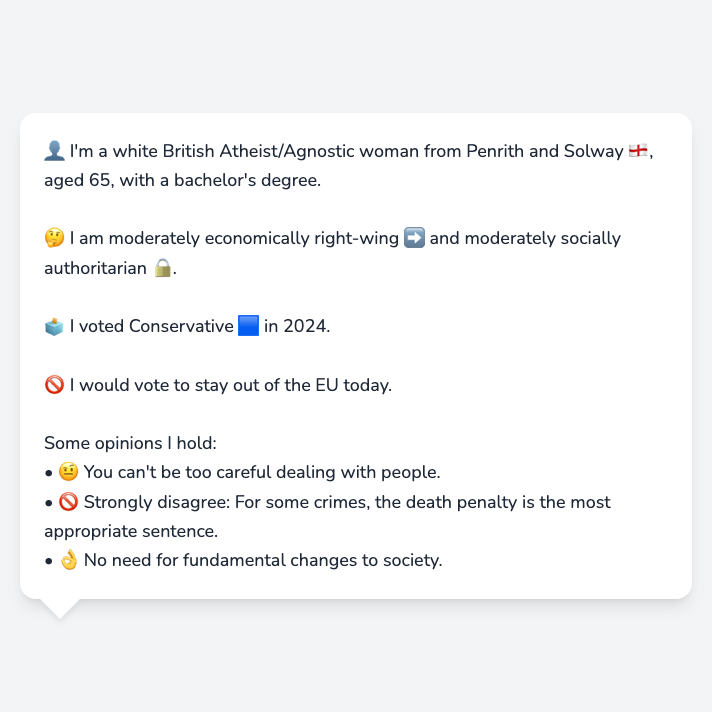 👤 I'm a white British Atheist/Agnostic woman from Penrith and Solway 🏴󠁧󠁢󠁥󠁮󠁧󠁿,
aged 65, with a bachelor's degree.
🤔 I am moderately economically right-wing ➡️ and moderately socially
authoritarian 🔒.
🗳️ I voted Conservative 🟦 in 2024.
🚫 I would vote to stay out of the EU today.
Some opinions I hold:
• 🤨 You can't be too careful dealing with people.
• 🚫 Strongly disagree: For some crimes, the death penalty is the most
appropriate sentence.
• 👌 No need for fundamental changes to society.